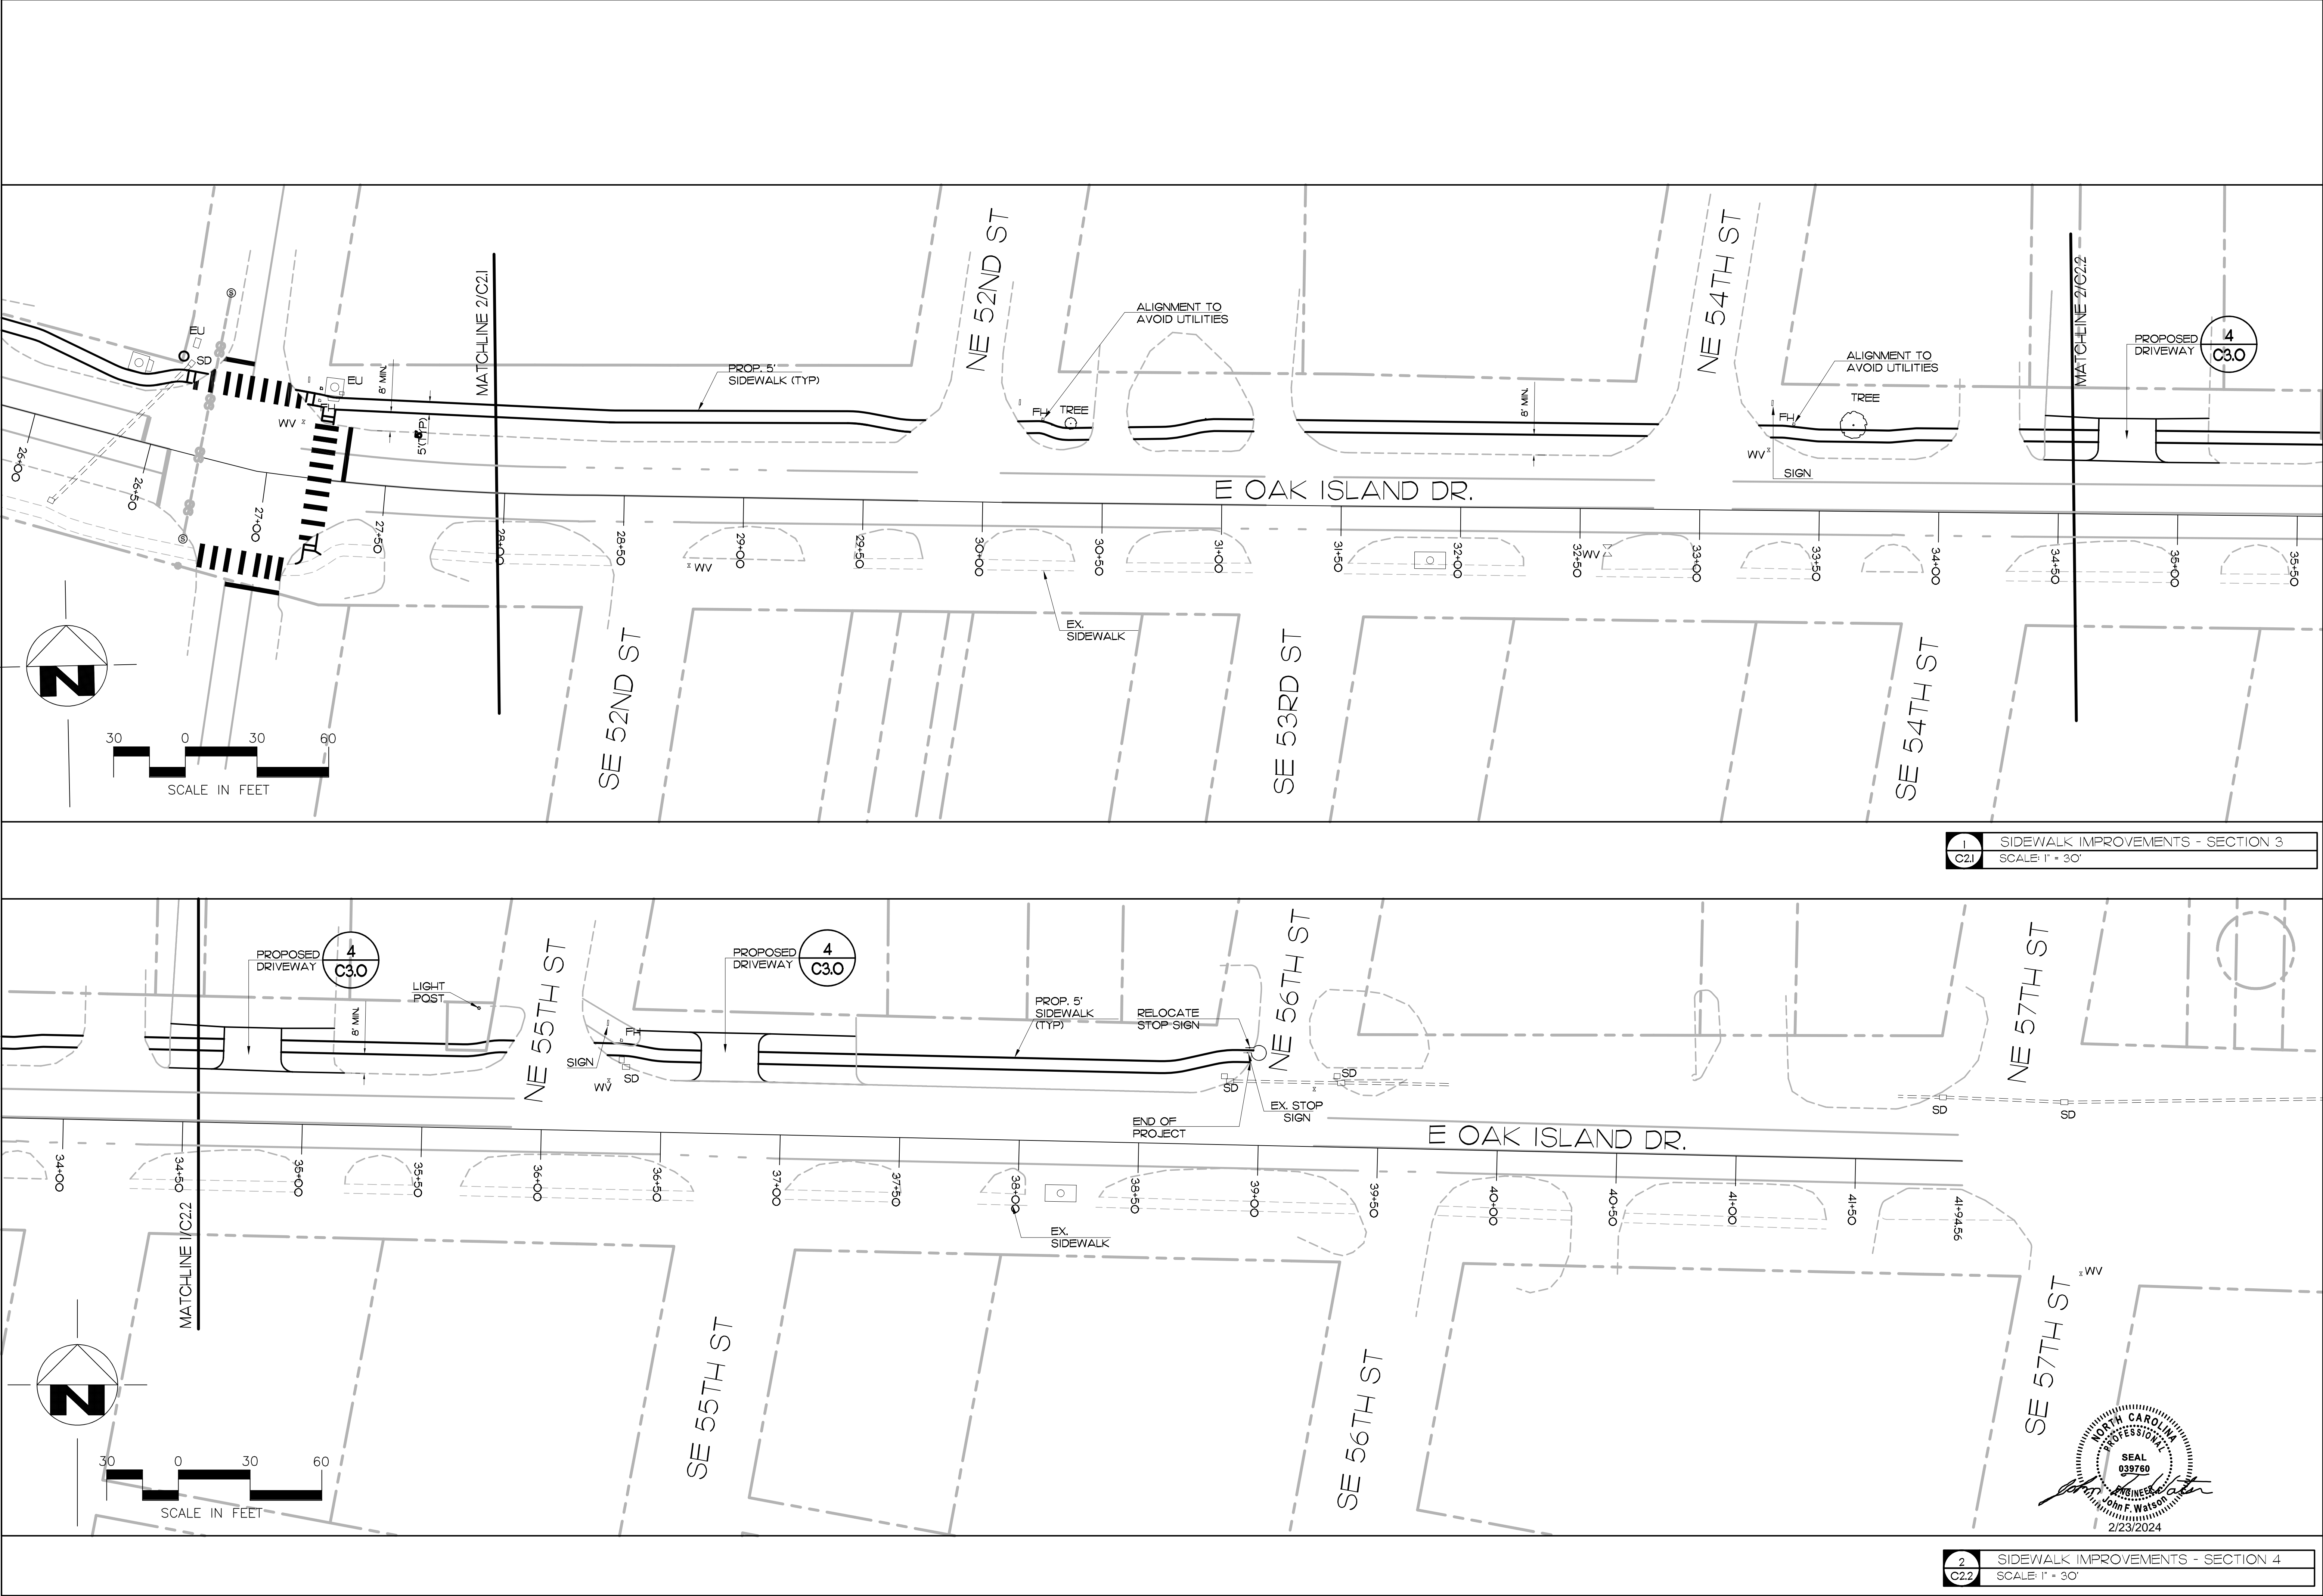 NE 52ND ST
NE 54TH ST
MATCHLINE 2/C2.1
MATCHLINE 2/C2.2
ALIGNMENT TO
AVOID UTILITIES
ALIGNMENT TO
AVOID UTILITIES
PROPOSED
DRIVEWAY
4
C3.0
EU
SD
EU
8' MIN.
PROP. 5'
SIDEWALK (TYP)
8' MIN.
TREE
FH
TREE
FH
WV
5'(TYP)
WV
SIGN
SS
SS
SS
SS
SS
S
S
E OAK ISLAND DR.
26+00
26+50
27+00
27+50
28+00
28+50
29+00
29+50
30+00
30+50
31+00
31+50
32+00
32+50
33+00
33+50
34+00
34+50
35+00
35+50
WV
WV
EX.
SIDEWALK
SE 52ND ST
SE 53RD ST
SE 54TH ST
N
30 0 30 60
SCALE IN FEET
1
C2.1
SIDEWALK IMPROVEMENTS - SECTION 3
SCALE: 1" = 30'
PROPOSED
DRIVEWAY
4
C3.0
PROPOSED
DRIVEWAY
4
C3.0
LIGHT
POST
8' MIN.
NE 55TH ST
NE 56TH ST
NE 57TH ST
PROP. 5'
SIDEWALK
(TYP)
RELOCATE
STOP SIGN
FH
SIGN
WV
SD
SD
SD
SD
SD
EX. STOP
SIGN
END OF
PROJECT
E OAK ISLAND DR.
34+00
34+50
35+00
35+50
36+00
36+50
37+00
37+50
38+00
38+50
39+00
39+50
40+00
40+50
41+00
41+50
41+94.56
EX.
SIDEWALK
MATCHLINE 1/C2.2
WV
SE 55TH ST
SE 56TH ST
SE 57TH ST
N
30 0 30 60
SCALE IN FEET
NORTH CAROLINA
PROFESSIONAL
SEAL
039760
ENGINEER
John F. Watson
2/23/2024
2
C2.2
SIDEWALK IMPROVEMENTS - SECTION 4
SCALE: 1" = 30'